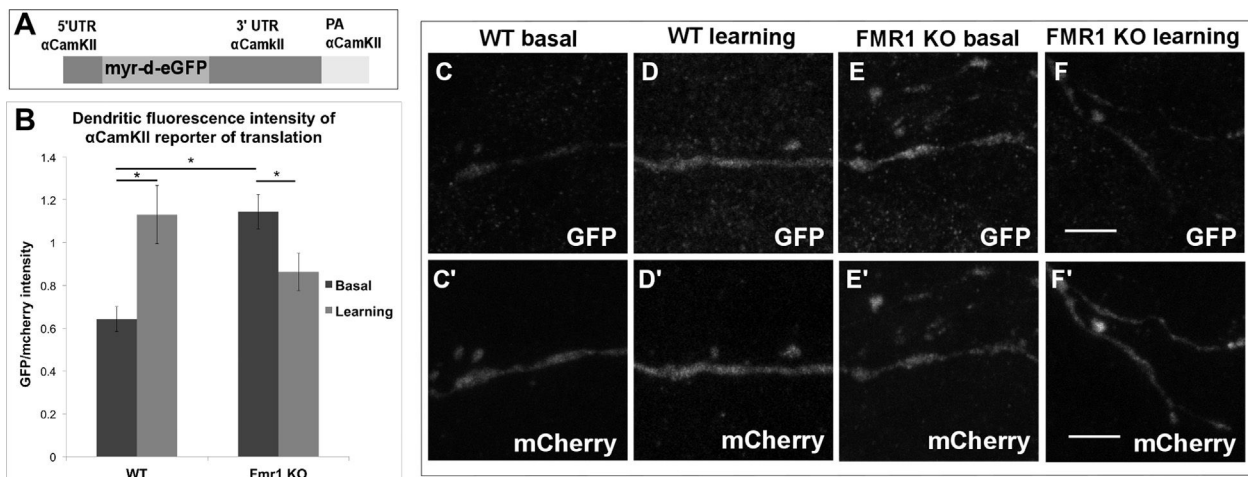 A
5'UTR 3' UTR PA
αCamKII αCamkII αCamKII
myr-d-eGFP
B
Dendritic fluorescence intensity of
αCamKII reporter of translation
1.4
1.2
1
0.8
0.6
0.4
0.2
0
GFP/mcherry intensity
*
*
*
Basal
Learning
WT Fmr1 KO
WT basal WT learning FMR1 KO basal FMR1 KO learning
C D E F
GFP GFP GFP GFP
C' D' E' F'
mCherry mCherry mCherry mCherry